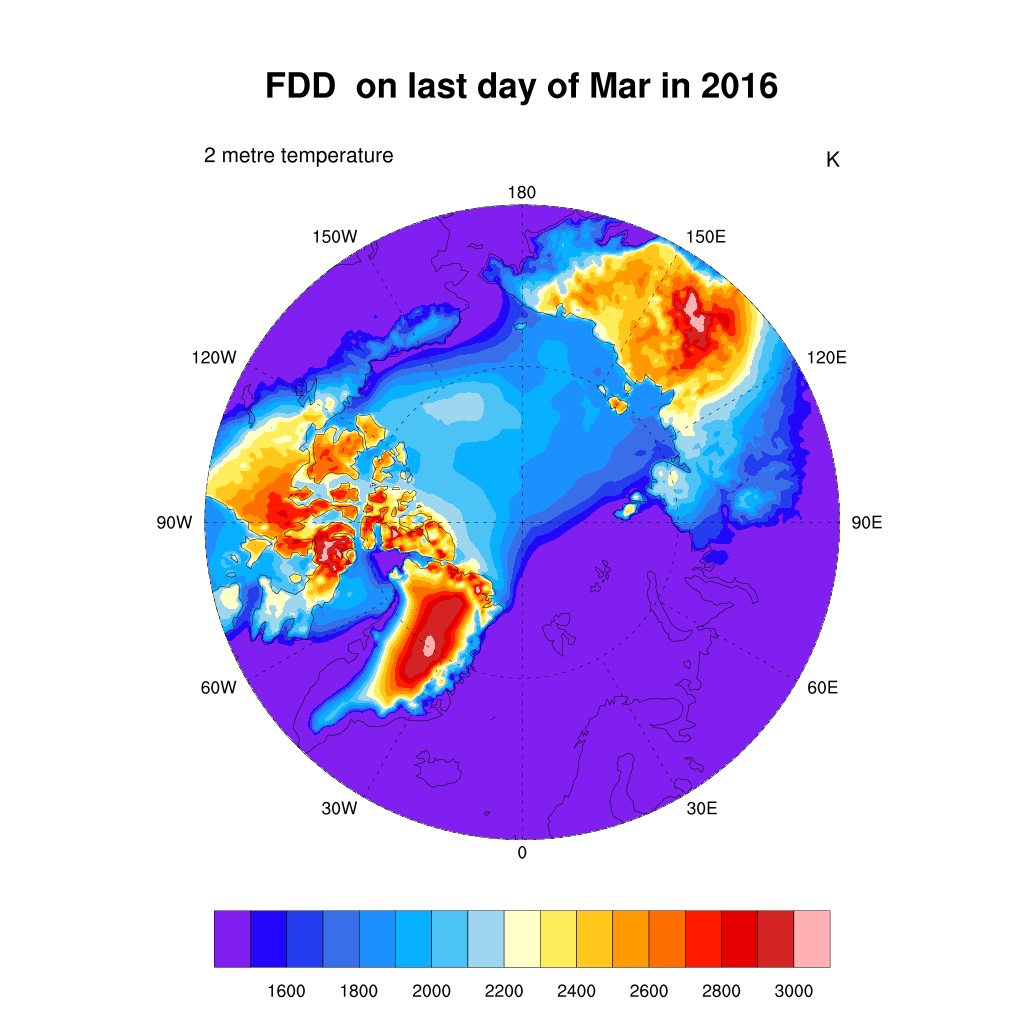 FDD  on last day of Mar in 2016
2 metre temperature K
180
150W 150E
120W 120E
90W 90E
60W 60E
30W 30E
0
1600 1800 2000 2200 2400 2600 2800 3000